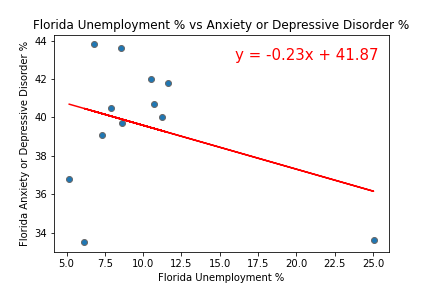 Florida Unemployment % vs Anxiety or Depressive Disorder %
y = -0.23x + 41.87
Florida Anxiety or Depressive Disorder %
44
42
40
38
36
34
5.0 7.5 10.0 12.5 15.0 17.5 20.0 22.5 25.0
Florida Unemployment %